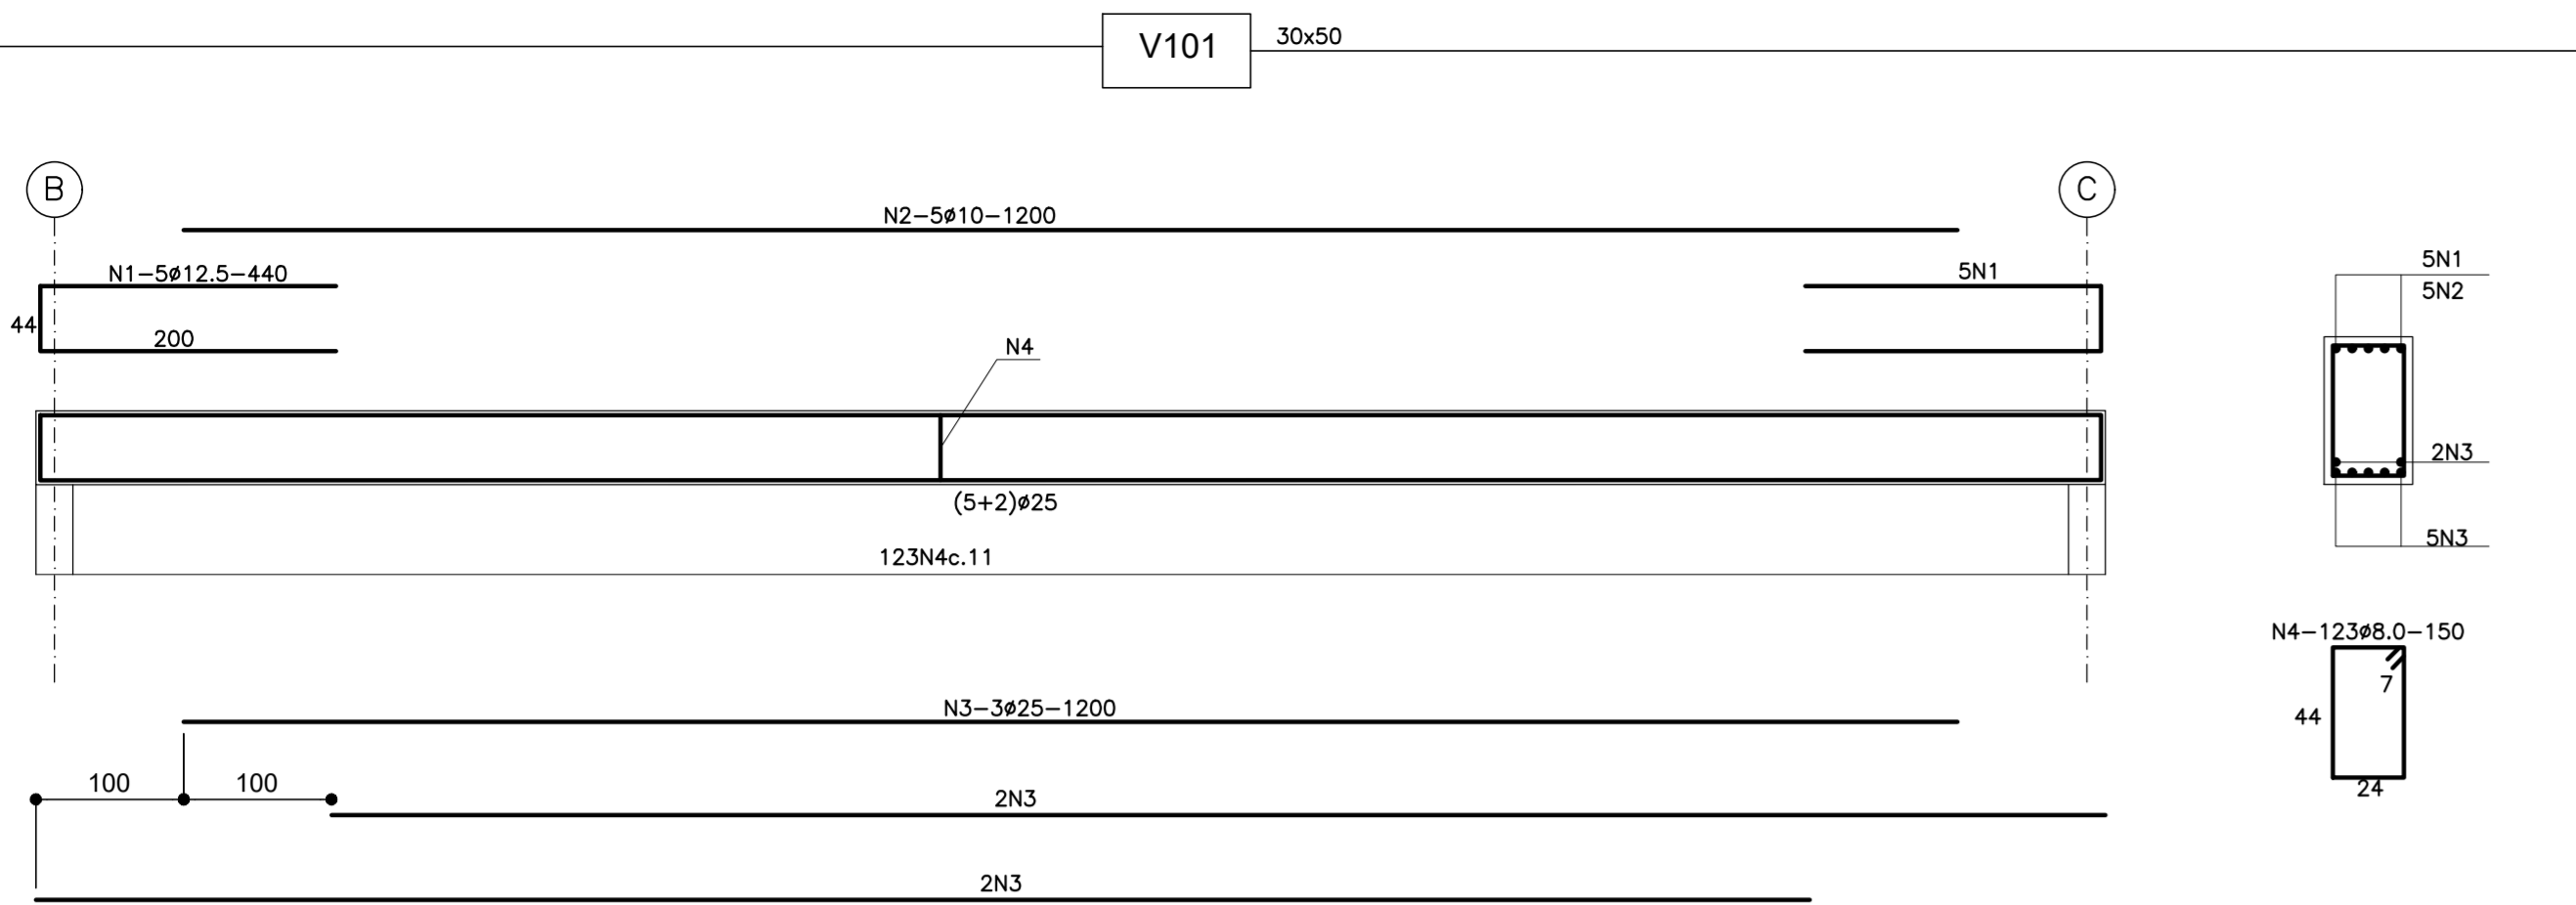 V101
30x50
B
C
N2-5ø10-1200
N1-5ø12.5-440
5N1
5N1
5N2
44
200
N4
2N3
(5+2)ø25
5N3
123N4c.11
N4-123ø8.0-150
7
44
24
N3-3ø25-1200
100
100
2N3
2N3